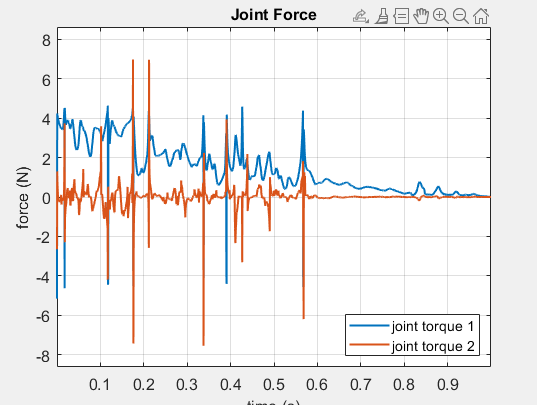 Joint Force
8
6
4
2
0
-2
-4
-6
-8
force (N)
joint torque 1
joint torque 2
0.1 0.2 0.3 0.4 0.5 0.6 0.7 0.8 0.9
time (s)